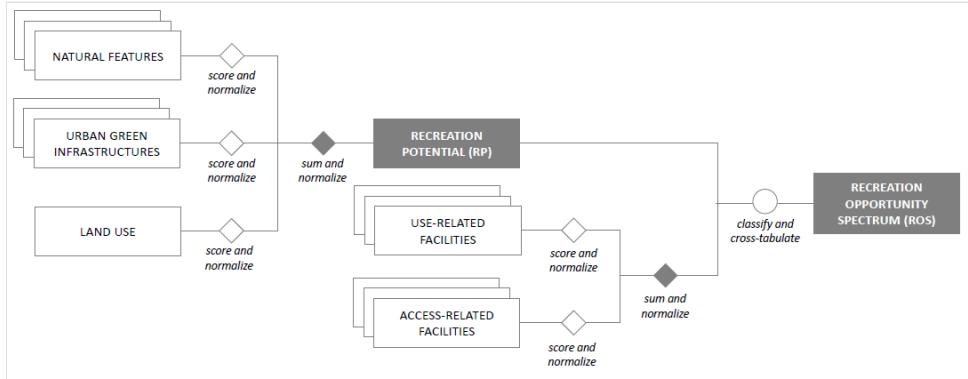 NATURAL FEATURES
score and
normalize
URBAN GREEN
INFRASTRUCTURES
score and
normalize
sum and
normalize
RECREATION
POTENTIAL (RP)
LAND USE
score and
normalize
USE-RELATED
FACILITIES
score and
normalize
ACCESS-RELATED
FACILITIES
score and
normalize
sum and
normalize
classify and
cross-tabulate
RECREATION
OPPORTUNITY
SPECTRUM (ROS)